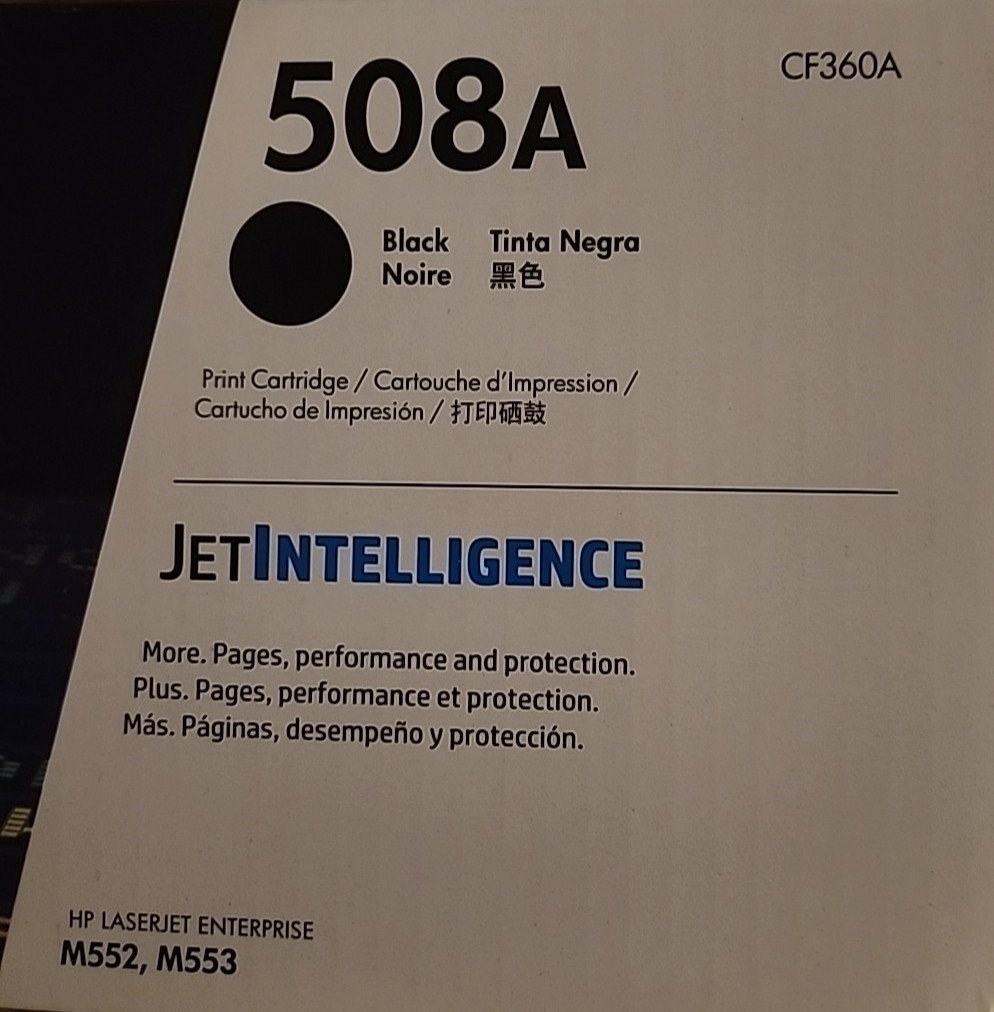 508A
CF360A
Black Tinta Negra
Noire 黑色
Print Cartridge / Cartouche d'Impression /
Cartucho de Impresión / 打印硒鼓
JETINTELLIGENCE
More. Pages, performance and protection.
Plus. Pages, performance et protection.
Más. Páginas, desempeño y protección.
HP LASERJET ENTERPRISE
M552, M553